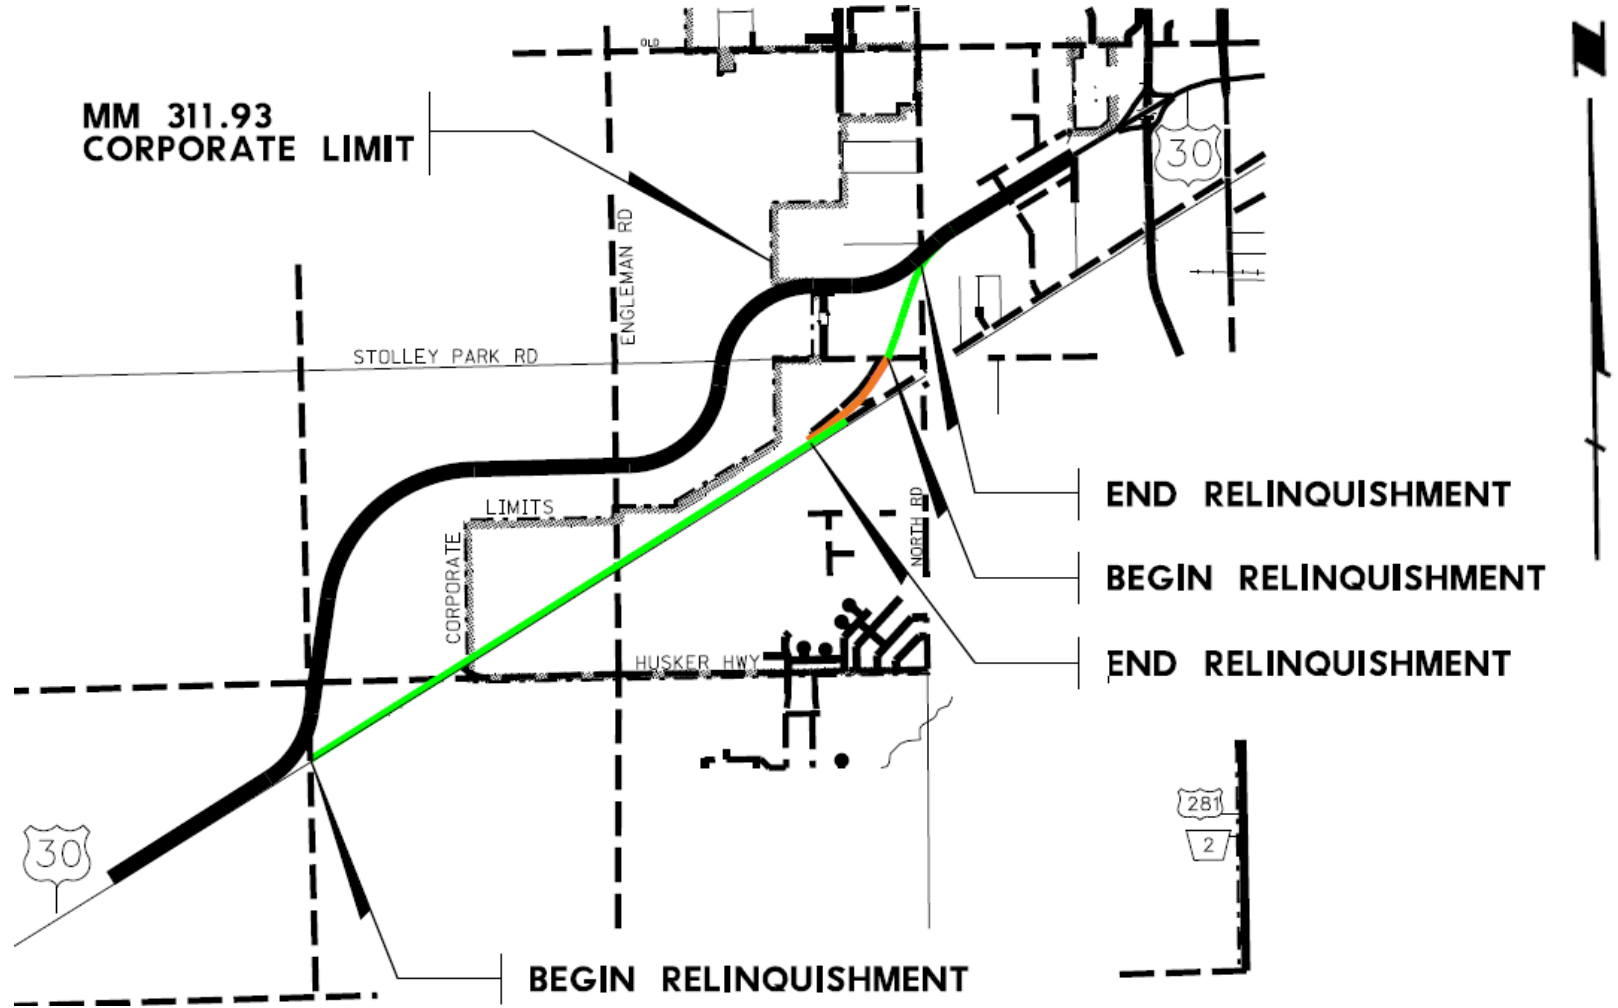 OLD
MM 311.93
CORPORATE LIMIT
30
ENGLEMAN RD
STOLLEY PARK RD
END RELINQUISHMENT
LIMITS
NORTH RD
CORPORATE
BEGIN RELINQUISHMENT
HUSKER HWY
END RELINQUISHMENT
281
2
30
BEGIN RELINQUISHMENT